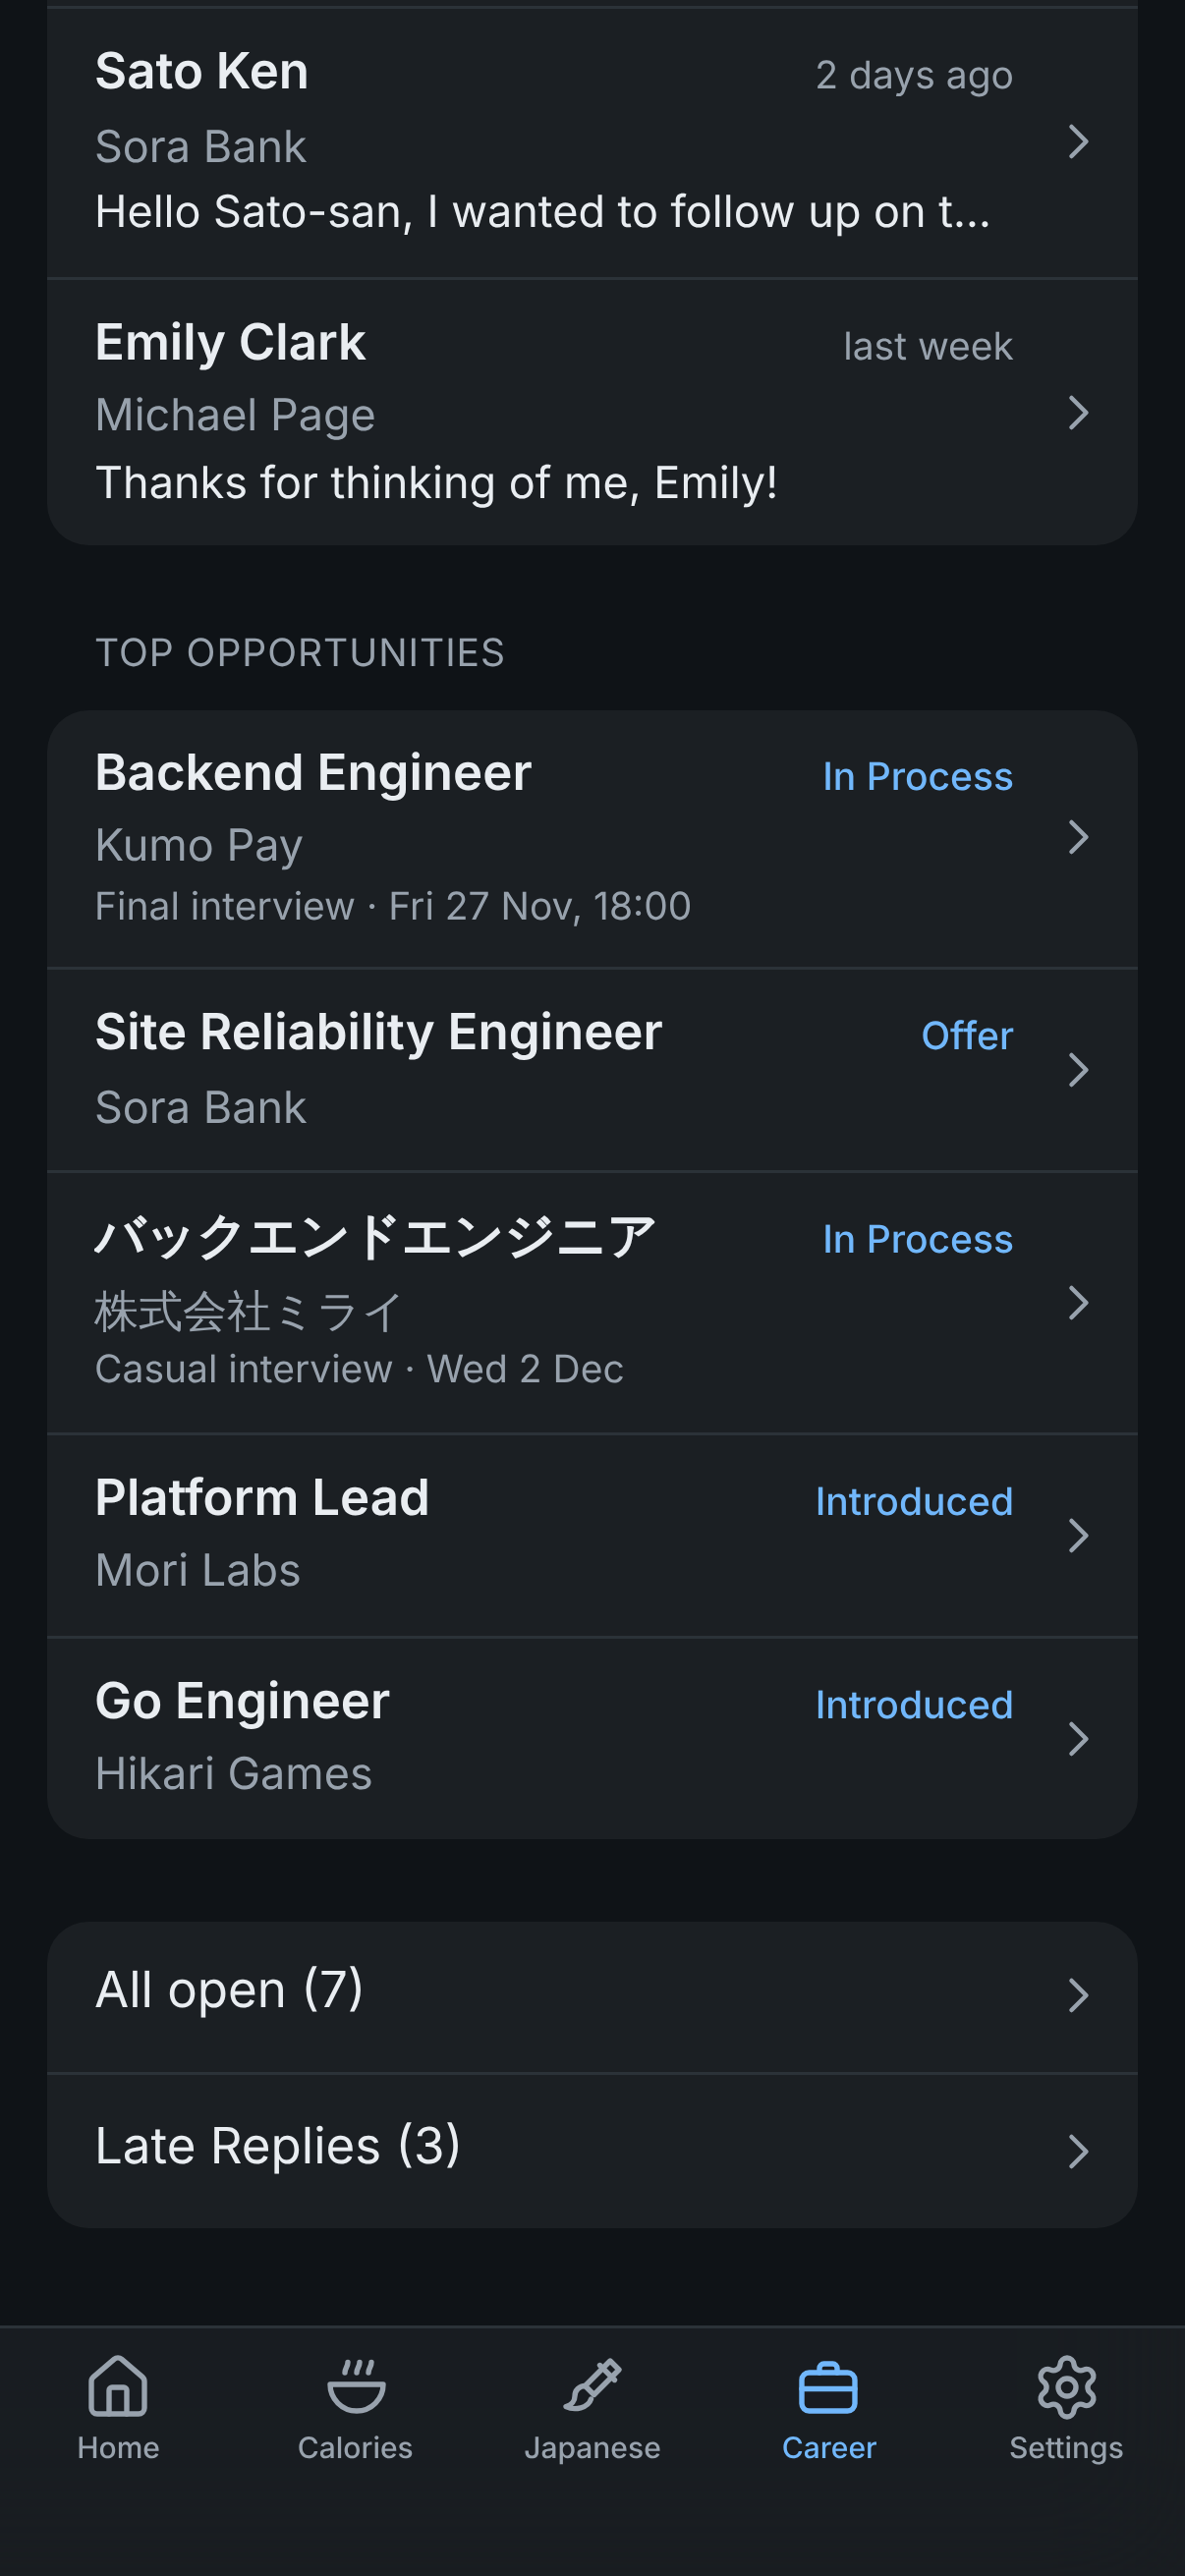 Sato Ken
2 days ago
Sora Bank
Hello Sato-san, I wanted to follow up on t...
Emily Clark
last week
Michael Page
Thanks for thinking of me, Emily!
TOP OPPORTUNITIES
Backend Engineer
In Process
Kumo Pay
Final interview · Fri 27 Nov, 18:00
Site Reliability Engineer
Offer
Sora Bank
バックエンドエンジニア
In Process
株式会社ミライ
Casual interview · Wed 2 Dec
Platform Lead
Introduced
Mori Labs
Go Engineer
Introduced
Hikari Games
All open (7)
Late Replies (3)
Home
Calories
Japanese
Career
Settings